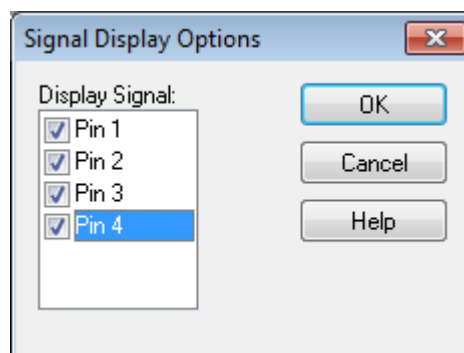 Signal Display Options
Display Signal:
Pin 1
Pin 2
Pin 3
Pin 4
OK
Cancel
Help